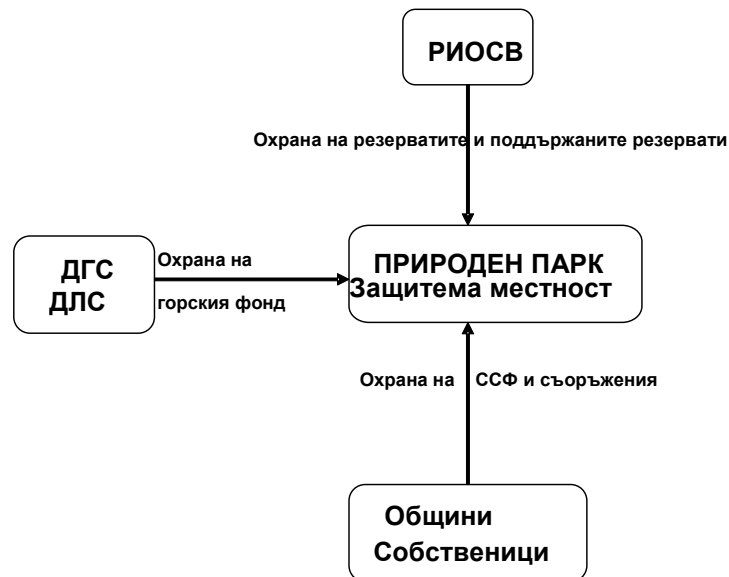 РИОСВ
Охрана на резерватите и поддържаните резервати
ДГС
ДЛС
Охрана на
горския фонд
ПРИРОДЕН ПАРК
Защитема местност
Охрана на ССФ и съоръжения
Общини
Собственици